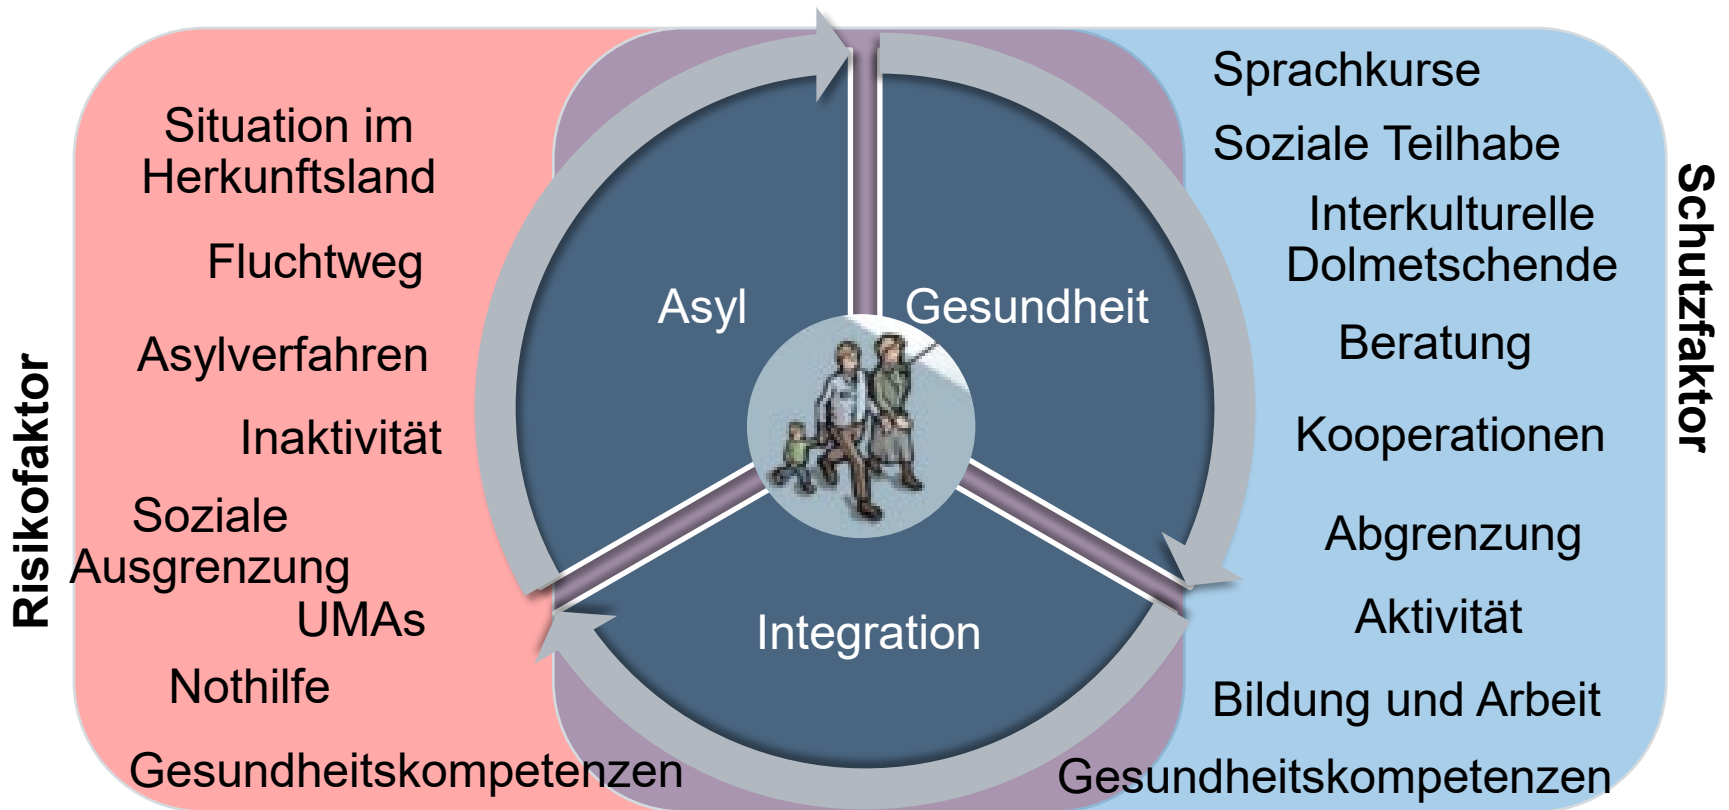 Risikofaktor
Situation im
Herkunftsland
Fluchtweg
Asylverfahren
Inaktivität
Soziale
Ausgrenzung
UMAs
Nothilfe
Gesundheitskompetenzen
Asyl
Gesundheit
Integration
Sprachkurse
Soziale Teilhabe
Interkulturelle
Dolmetschende
Beratung
Kooperationen
Abgrenzung
Aktivität
Bildung und Arbeit
Gesundheitskompetenzen
Schutzfaktor